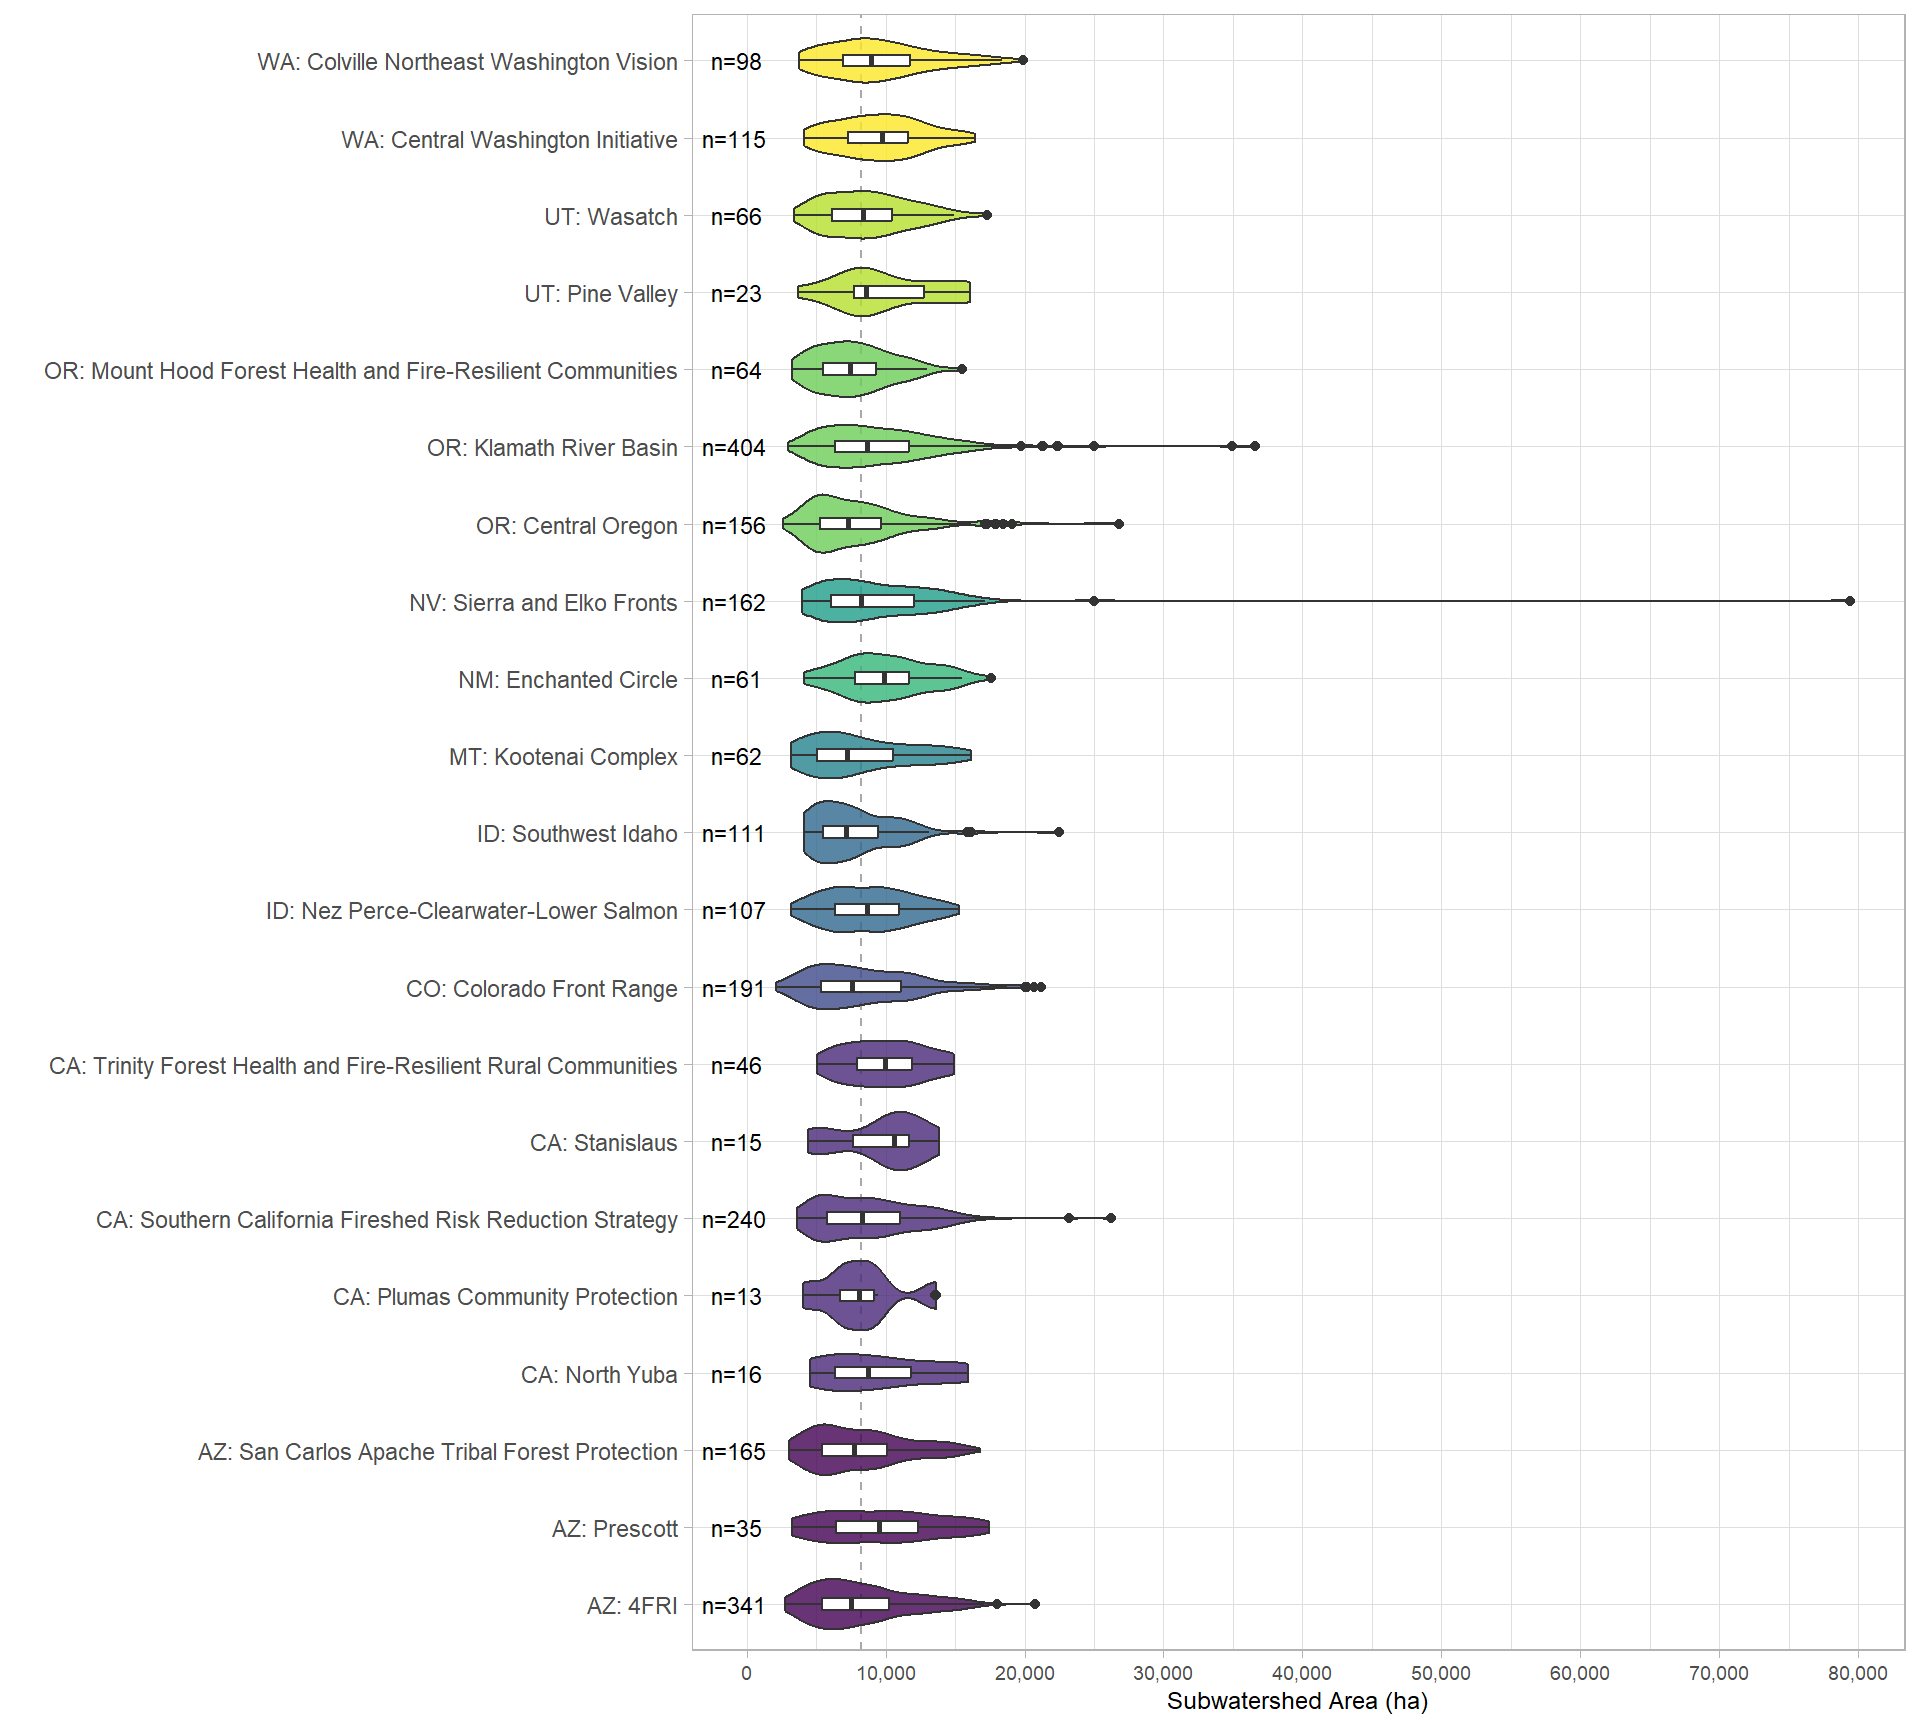 WA: Colville Northeast Washington Vision n=98
WA: Central Washington Initiative n=115
UT: Wasatch n=66
UT: Pine Valley n=23
OR: Mount Hood Forest Health and Fire-Resilient Communities n=64
OR: Klamath River Basin n=404
OR: Central Oregon n=156
NV: Sierra and Elko Fronts n=162
NM: Enchanted Circle n=61
MT: Kootenai Complex n=62
ID: Southwest Idaho n=111
ID: Nez Perce-Clearwater-Lower Salmon n=107
CO: Colorado Front Range n=191
CA: Trinity Forest Health and Fire-Resilient Rural Communities n=46
CA: Stanislaus n=15
CA: Southern California Fireshed Risk Reduction Strategy n=240
CA: Plumas Community Protection n=13
CA: North Yuba n=16
AZ: San Carlos Apache Tribal Forest Protection n=165
AZ: Prescott n=35
AZ: 4FRI n=341
0 10,000 20,000 30,000 40,000 50,000 60,000 70,000 80,000
Subwatershed Area (ha)